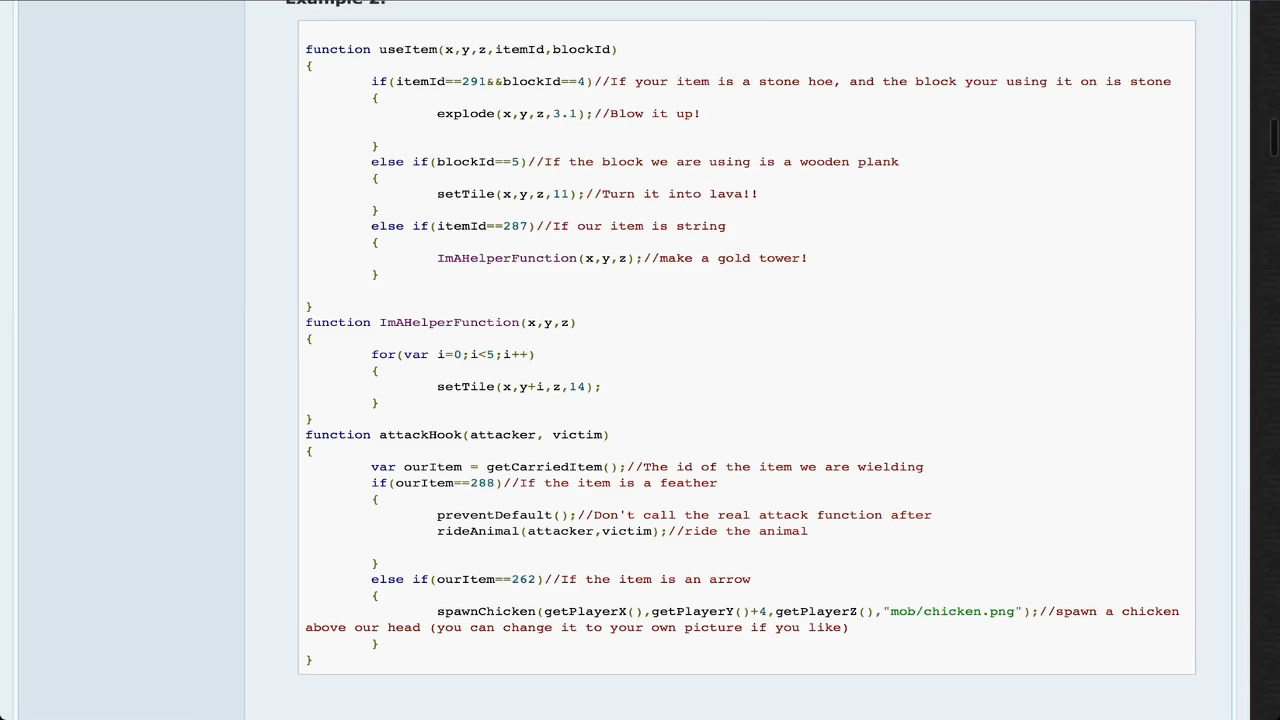 Example 2:
function useItem(x,y,z,itemId,blockId)
{
if(itemId==291&&blockId==4)//If your item is a stone hoe, and the block your using it on is stone
{
explode(x,y,z,3.1);//Blow it up!
}
else if(blockId==5)//If the block we are using is a wooden plank
{
setTile(x,y,z,11);//Turn it into lava!!
}
else if(itemId==287)//If our item is string
{
ImAHelperFunction(x,y,z);//make a gold tower!
}
}
function ImAHelperFunction(x,y,z)
{
for(var i=0;i<5;i++)
{
setTile(x,y+i,z,14);
}
}
function attackHook(attacker, victim)
{
var ourItem = getCarriedItem();//The id of the item we are wielding
if(ourItem==288)//If the item is a feather
{
preventDefault();//Don't call the real attack function after
rideAnimal(attacker,victim);//ride the animal
}
else if(ourItem==262)//If the item is an arrow
{
spawnChicken(getPlayerX(),getPlayerY()+4,getPlayerZ(),"mob/chicken.png");//spawn a chicken
above our head (you can change it to your own picture if you like)
}
}